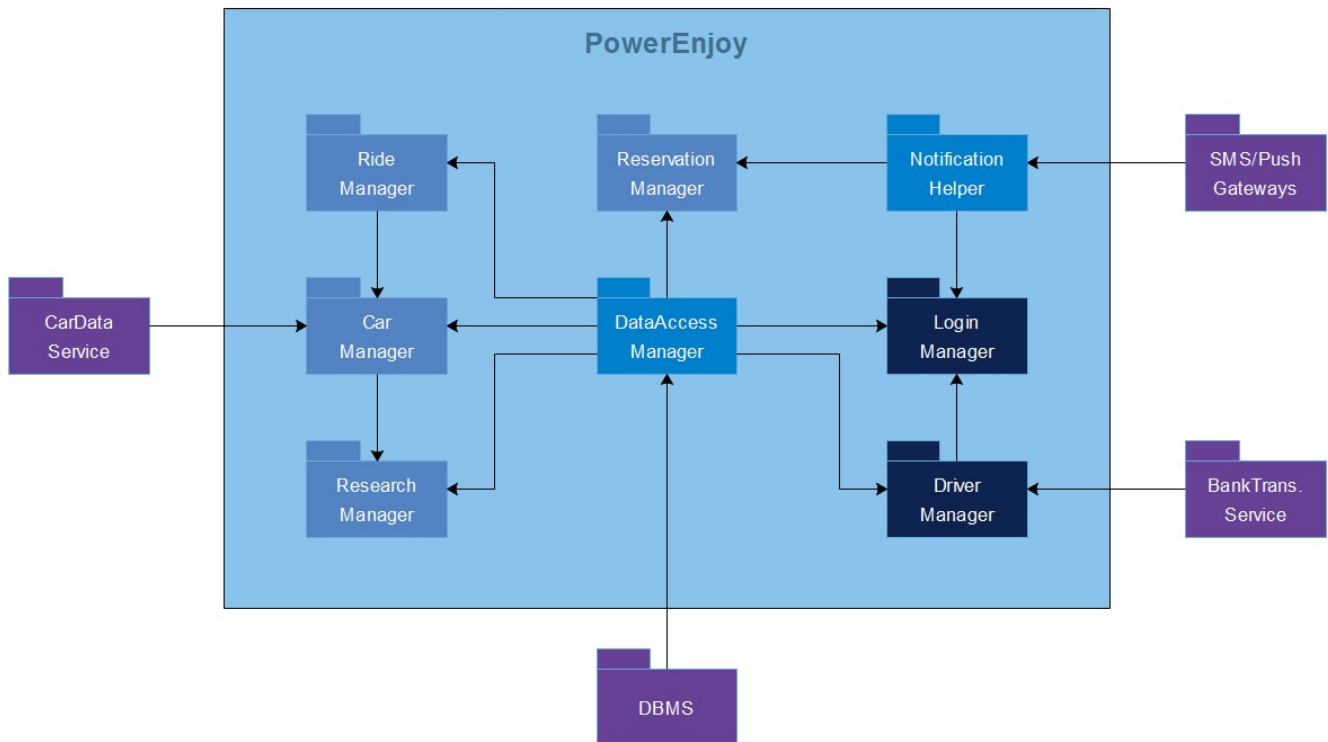 PowerEnjoy
Ride
Manager
Reservation
Manager
Notification
Helper
SMS/Push
Gateways
CarData
Service
Car
Manager
DataAccess
Manager
Login
Manager
Research
Manager
Driver
Manager
BankTrans.
Service
DBMS